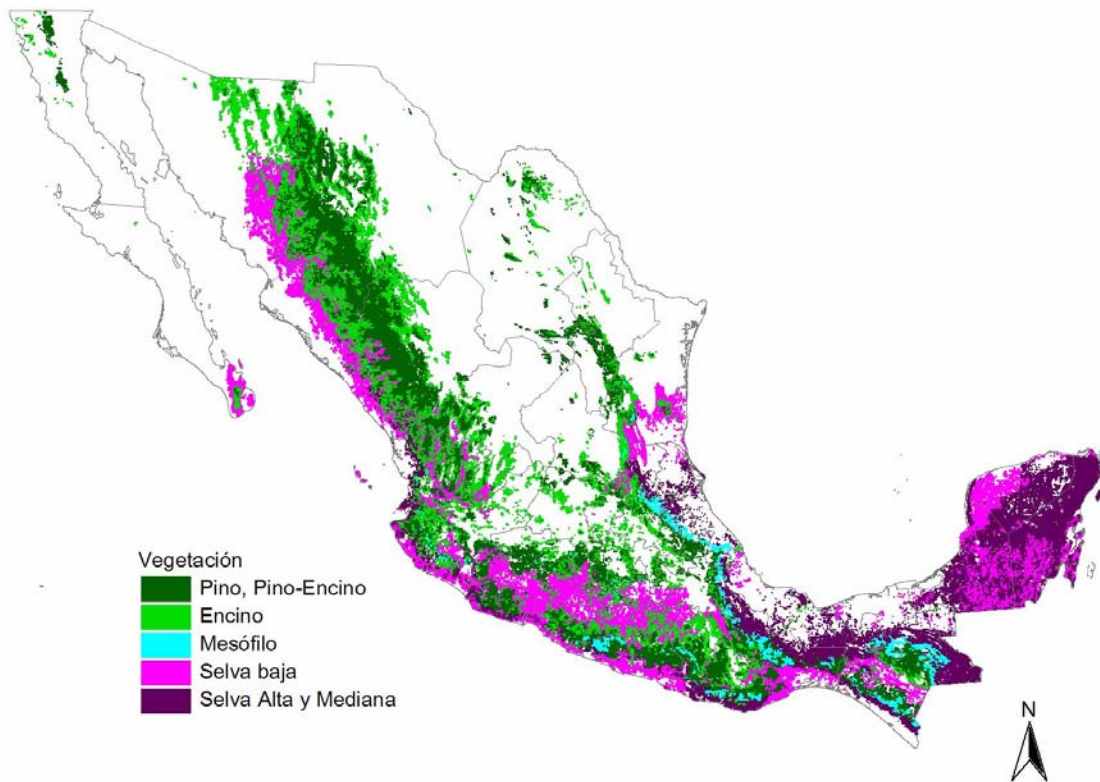 Vegetación
Pino, Pino-Encino
Encino
Mesófilo
Selva baja
Selva Alta y Mediana
N